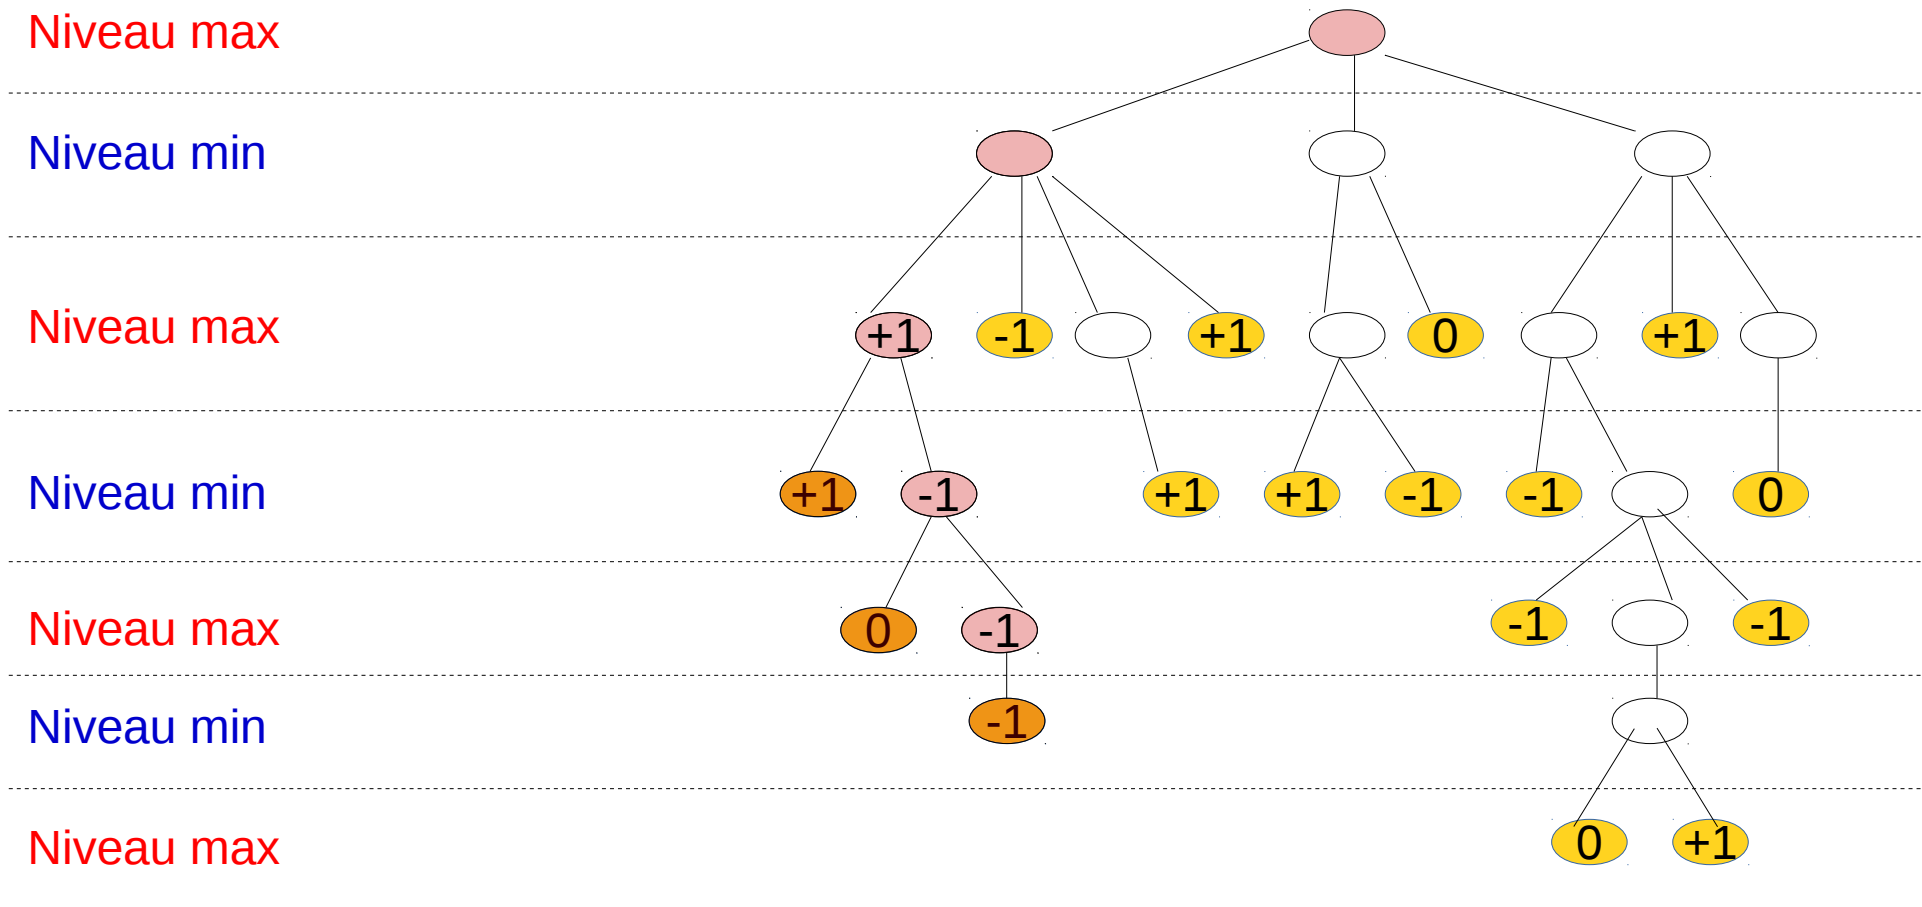 Niveau max
Niveau min
Niveau max
+1 -1 +1 0 +1
Niveau min
+1 -1 +1 +1 -1 -1 0
Niveau max
0 -1 -1 -1
Niveau min
-1
Niveau max
0 +1